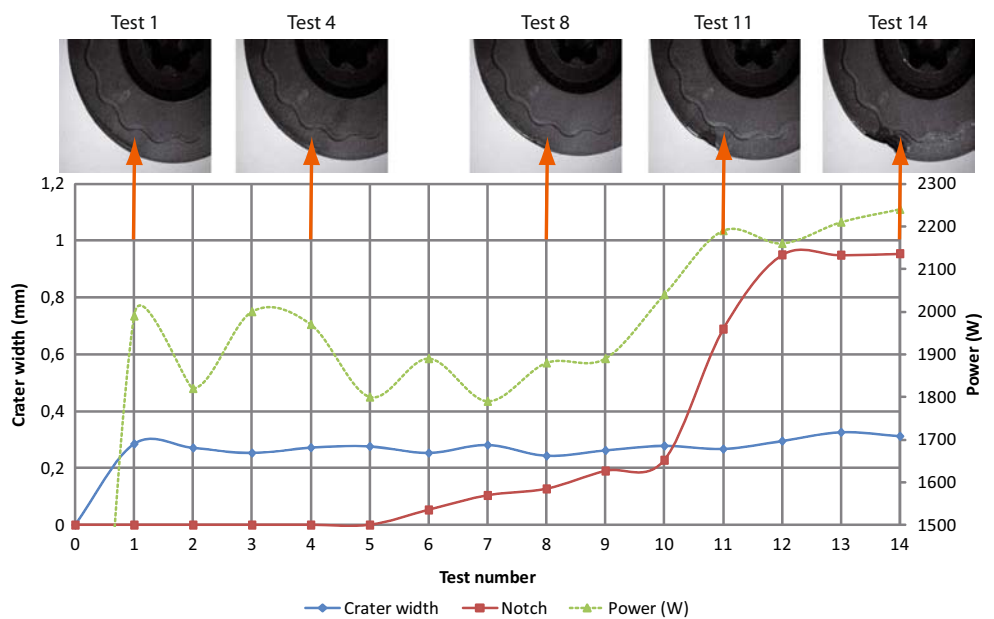 Test 1 Test 4 Test 8 Test 11 Test 14
1,2 2300
2200
1 2100
0,8 2000
0,6 1900
0,4 1800
1700
0,2 1600
0 1500
Crater width (mm)
Power (W)
0 1 2 3 4 5 6 7 8 9 10 11 12 13 14
Test number
Crater width Notch Power (W)